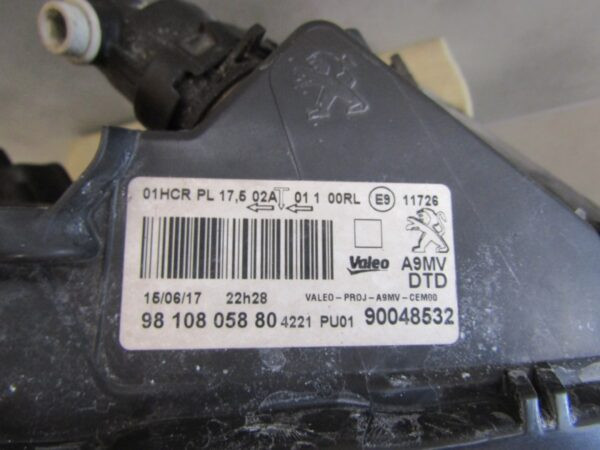 01HCR PL 17,5 02A 01 1 00RL E9 11726
Valeo A9MV
DTD
15/06/17 22h28 VALEO-PROJ-A9MV-CEM00
98 108 058 80 4221 PU01 90048532